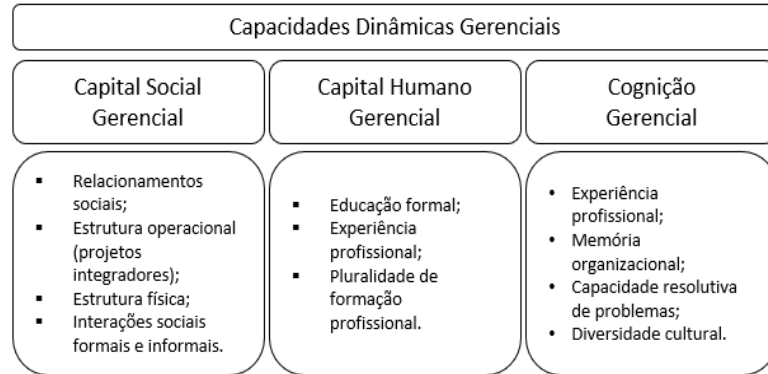 Capacidades Dinâmicas Gerenciais
Capital Social
Gerencial
Capital Humano
Gerencial
Cognição
Gerencial
▪ Relacionamentos
sociais;
▪ Estrutura operacional
(projetos
integradores);
▪ Estrutura física;
▪ Interações sociais
formais e informais.
▪ Educação formal;
▪ Experiência
profissional;
▪ Pluralidade de
formação
profissional.
• Experiência
profissional;
• Memória
organizacional;
• Capacidade resolutiva
de problemas;
• Diversidade cultural.